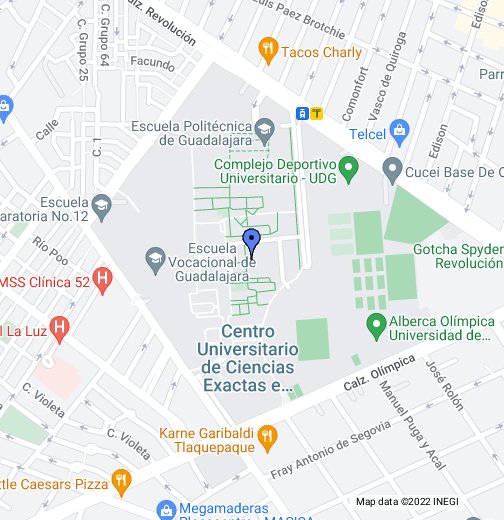 Luis Paez Brotchie
Calz. Revolución
C. Grupo 25
C. Grupo 64
Facundo
Tacos Charly
Edison
Parr
Comonfort
Vasco de Quiroga
Calle
C. 1
Escuela Politécnica
de Guadalajara
Telcel
Edison
Complejo Deportivo
Universitario - UDG
Cucei Base De C
Escuela
aratoria No.12
Río Poo
Escuela
Vocacional de
Guadalajara
Gotcha Spyder
Revolución
MSS Clínica 52
H
l La Luz
H
Alberca Olímpica
Universidad de...
Centro
Universitario
de Ciencias
Exactas e...
Calz. Olímpica
José Rolón
Manuel Puga y Acal
C. Violeta
C. Violeta
Karne Garibaldi
Tlaquepaque
Fray Antonio de Segovia
tle Caesars Pizza
Megamaderas
Map data ©2022 INEGI